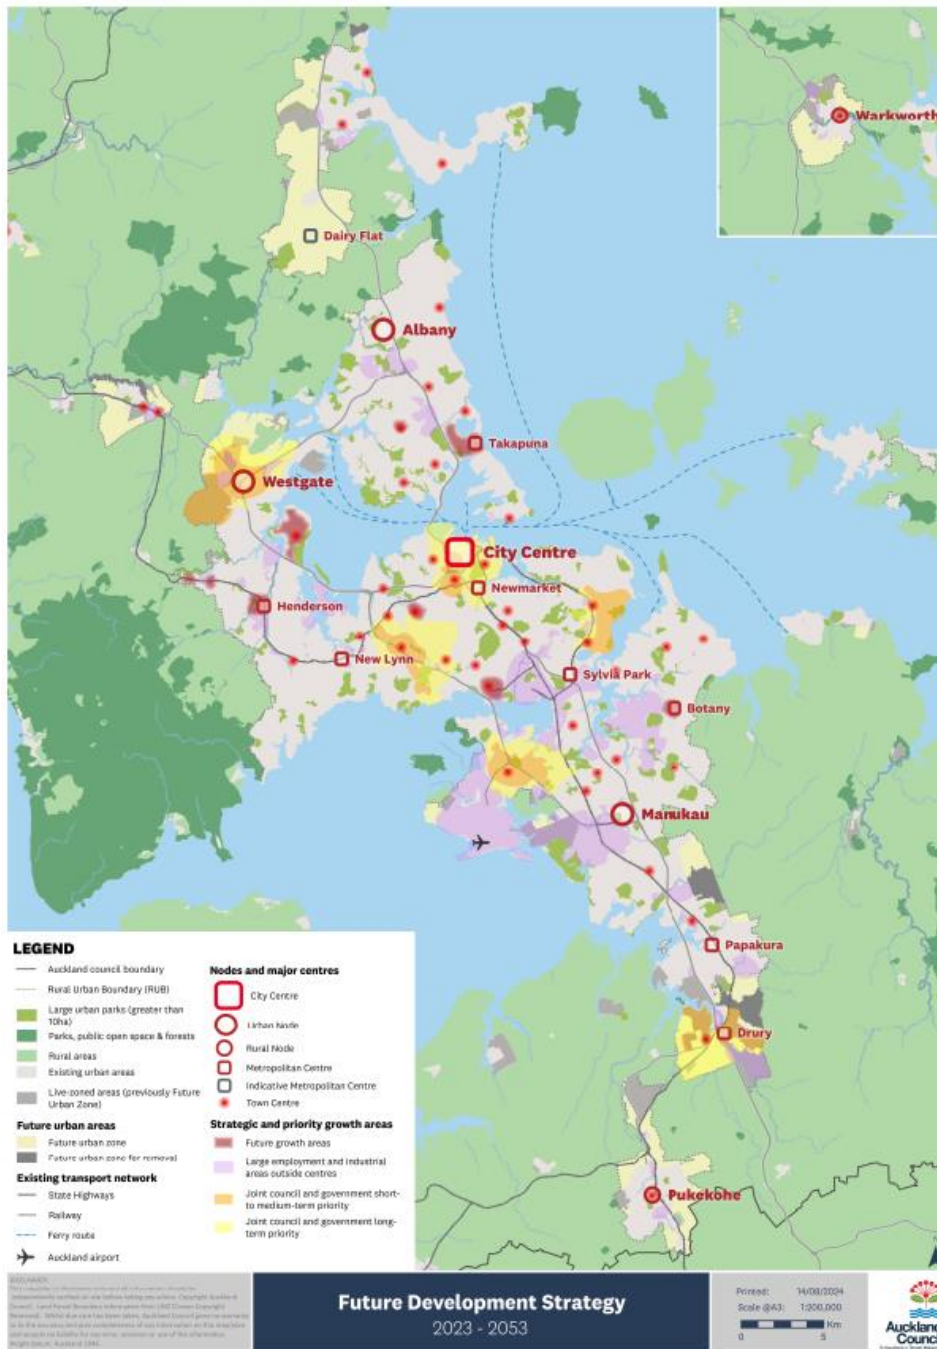 Warkworth
Dairy Flat
Albany
Takapuna
Westgate
City Centre
Newmarket
Henderson
New Lynn
Sylvia Park
Botany
Manukau
Papakura
Drury
Pukekohe
LEGEND
Auckland council boundary
Rural Urban Boundary (RUB)
Large urban parks (greater than
10ha)
Parks, public open space & forests
Rural areas
Existing urban areas
Live-zoned areas (previously Future
Urban Zone)
Future urban areas
Future urban zone
Future urban zone for removal
Existing transport network
State Highways
Railway
Ferry route
Auckland airport
Nodes and major centres
City Centre
Urban Node
Rural Node
Metropolitan Centre
Indicative Metropolitan Centre
Town Centre
Strategic and priority growth areas
Future growth areas
Large employment and industrial
areas outside centres
Joint council and government short-
to medium-term priority
Joint council and government long-
term priority
DISCLAIMER
Future Development Strategy
2023 - 2053
Printed: 14/08/2024
Scale @A3: 1:200,000
Km
0 5
Auckland
Council